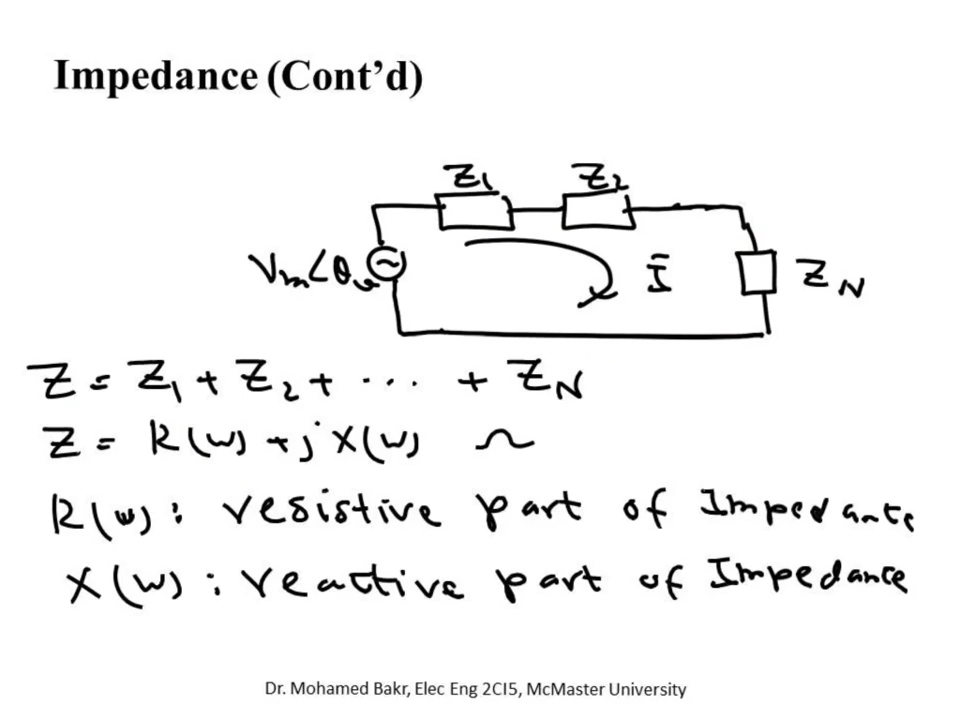 Impedance (Cont'd)
Z1 Z2
Vm∠θv Ī ZN
Z = Z1 + Z2 + ... + ZN
Z = R(w) + j X(w) Ω
R(w) : resistive part of Impedance
X(w) : reactive part of Impedance
Dr. Mohamed Bakr, Elec Eng 2CI5, McMaster University